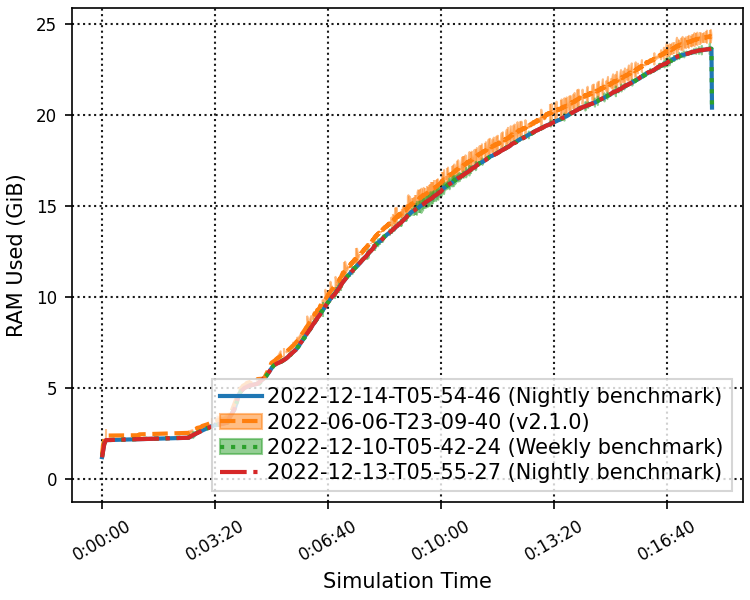 25
20
15
10
5
0
RAM Used (GiB)
2022-12-14-T05-54-46 (Nightly benchmark)
2022-06-06-T23-09-40 (v2.1.0)
2022-12-10-T05-42-24 (Weekly benchmark)
2022-12-13-T05-55-27 (Nightly benchmark)
0:00:00
0:03:20
0:06:40
0:10:00
0:13:20
0:16:40
Simulation Time